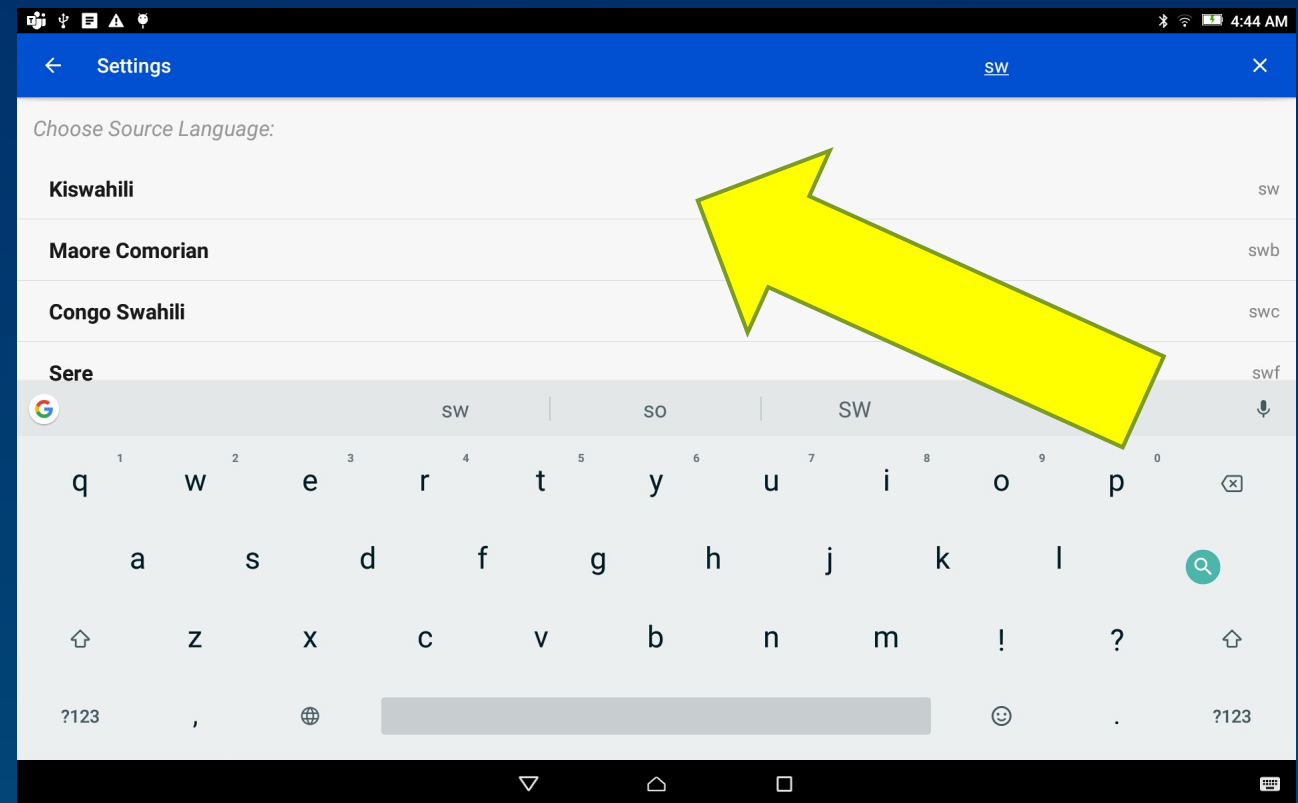 4:44 AM
Settings sw
Choose Source Language:
Kiswahili sw
Maore Comorian swb
Congo Swahili swc
Sere swf
G sw so SW
1 2 3 4 5 6 7 8 9 0
q w e r t y u i o p
a s d f g h j k l
z x c v b n m ! ?
?123 , . ?123